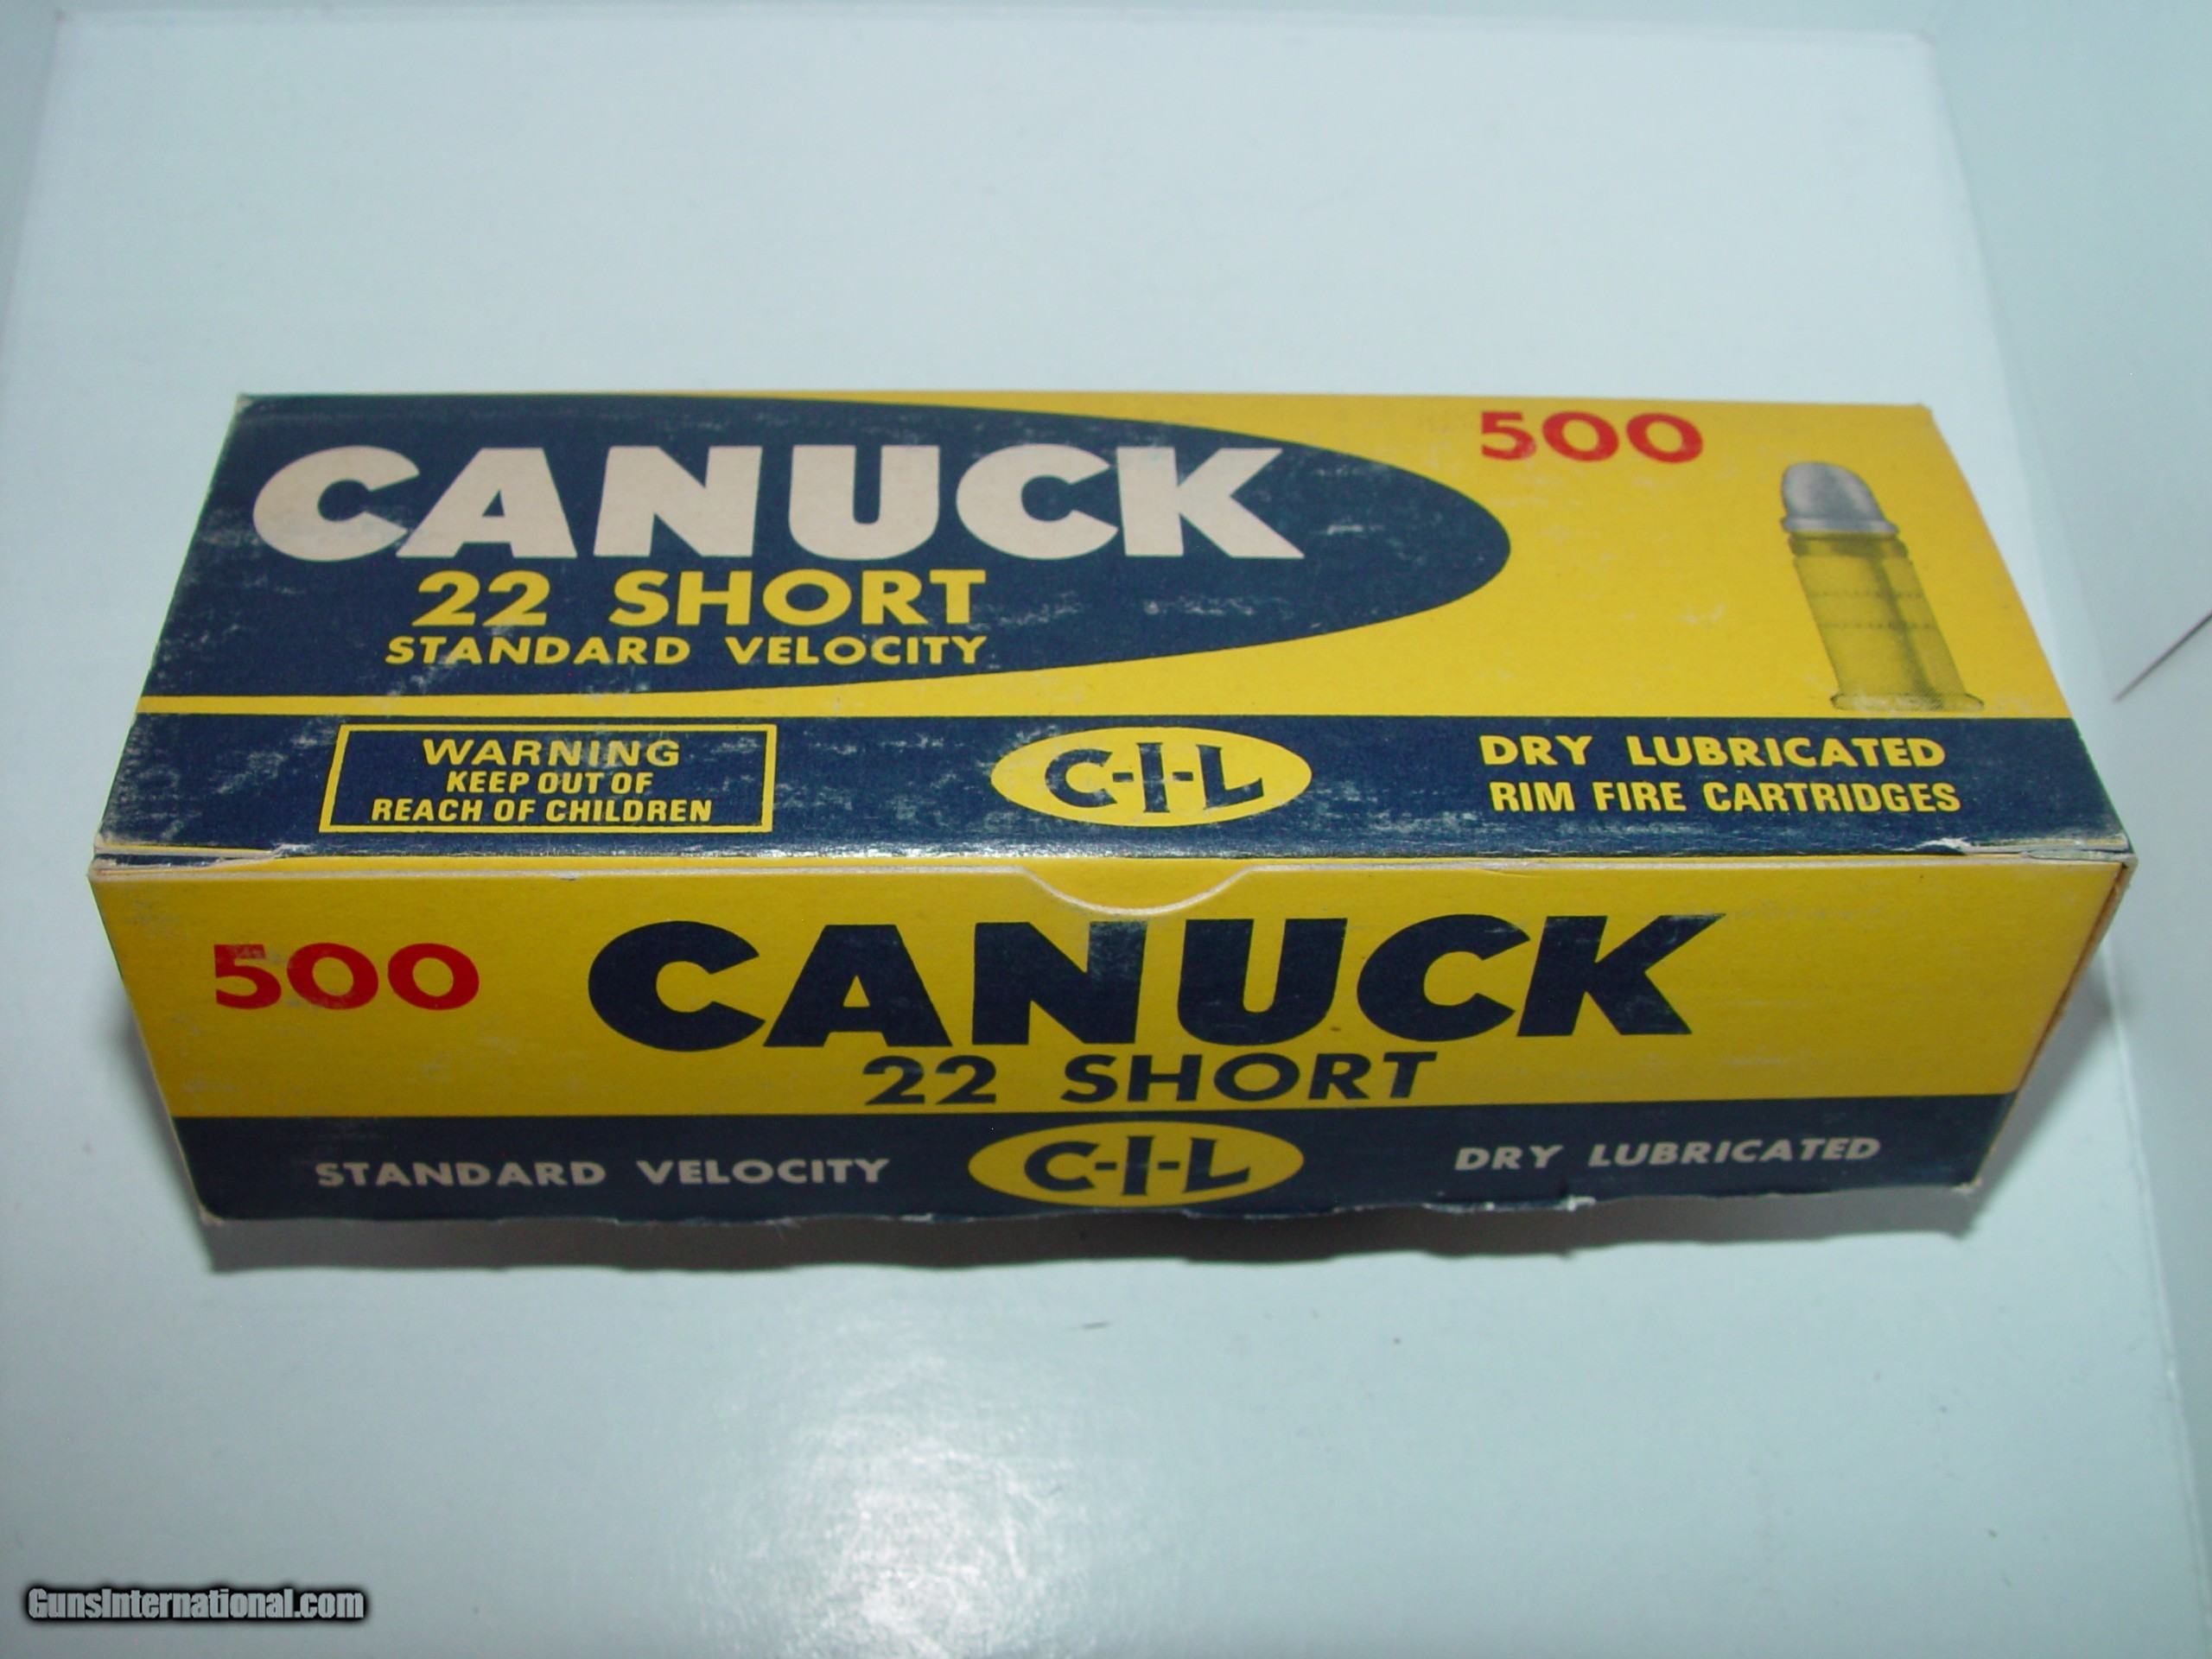 CANUCK
500
22 SHORT
STANDARD VELOCITY
WARNING
KEEP OUT OF
REACH OF CHILDREN
C-I-L
DRY LUBRICATED
RIM FIRE CARTRIDGES
500
CANUCK
22 SHORT
STANDARD VELOCITY
C-I-L
DRY LUBRICATED
GunsInternational.com